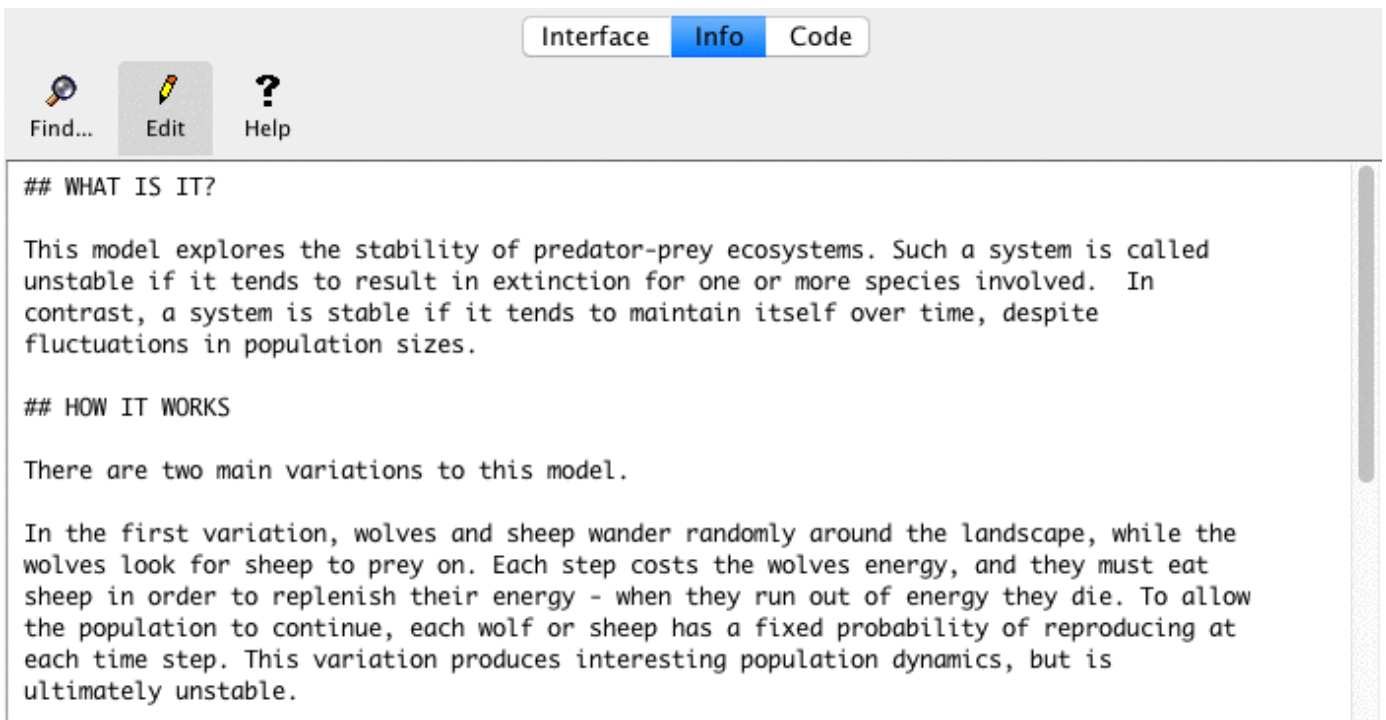 Interface Info Code
Find... Edit Help
## WHAT IS IT?
This model explores the stability of predator-prey ecosystems. Such a system is called
unstable if it tends to result in extinction for one or more species involved.  In
contrast, a system is stable if it tends to maintain itself over time, despite
fluctuations in population sizes.
## HOW IT WORKS
There are two main variations to this model.
In the first variation, wolves and sheep wander randomly around the landscape, while the
wolves look for sheep to prey on. Each step costs the wolves energy, and they must eat
sheep in order to replenish their energy - when they run out of energy they die. To allow
the population to continue, each wolf or sheep has a fixed probability of reproducing at
each time step. This variation produces interesting population dynamics, but is
ultimately unstable.